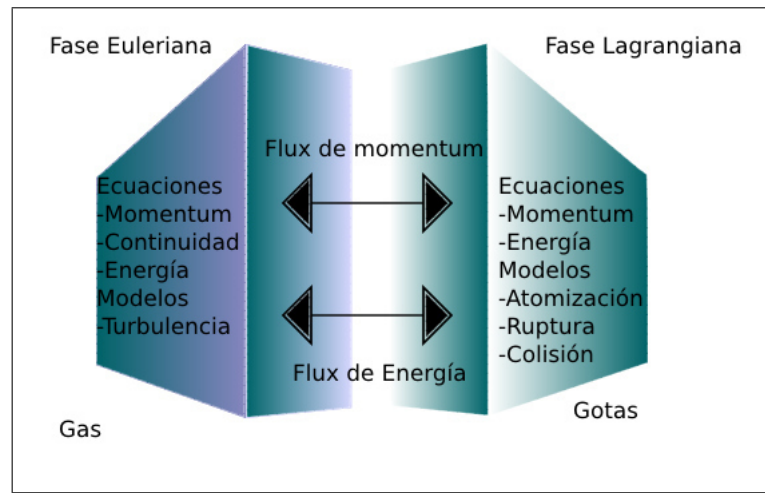 Fase Euleriana
Fase Lagrangiana
Flux de momentum
Ecuaciones
-Momentum
-Continuidad
-Energía
Modelos
-Turbulencia
Ecuaciones
-Momentum
-Energía
Modelos
-Atomización
-Ruptura
-Colisión
Flux de Energía
Gas
Gotas